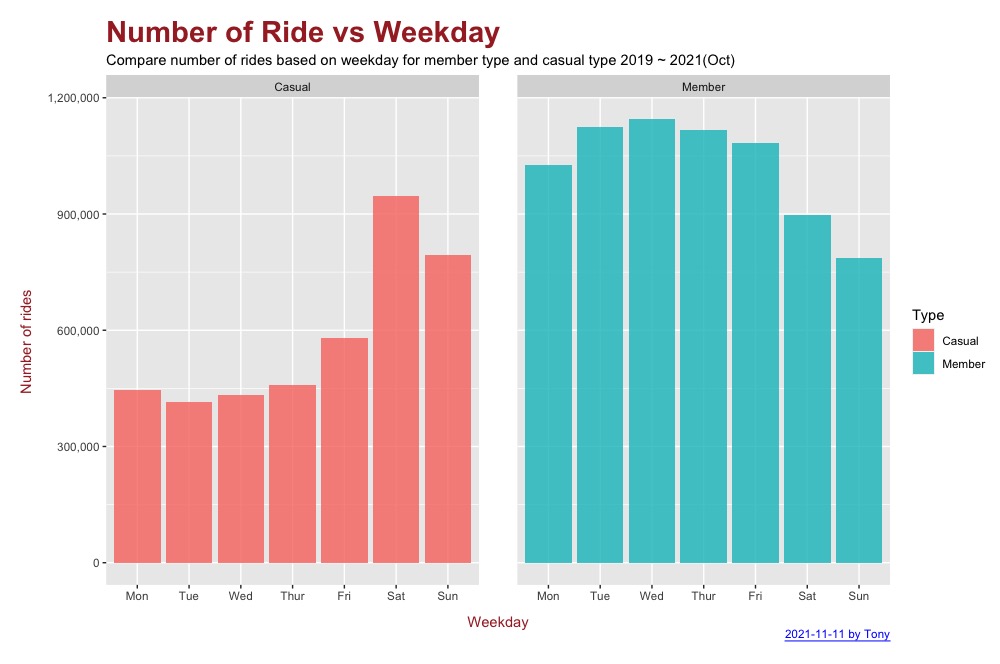 Number of Ride vs Weekday
Compare number of rides based on weekday for member type and casual type 2019 ~ 2021(Oct)
Casual
Member
1,200,000
900,000
600,000
300,000
0
Number of rides
Mon Tue Wed Thur Fri Sat Sun
Mon Tue Wed Thur Fri Sat Sun
Weekday
Type
Casual
Member
2021-11-11 by Tony